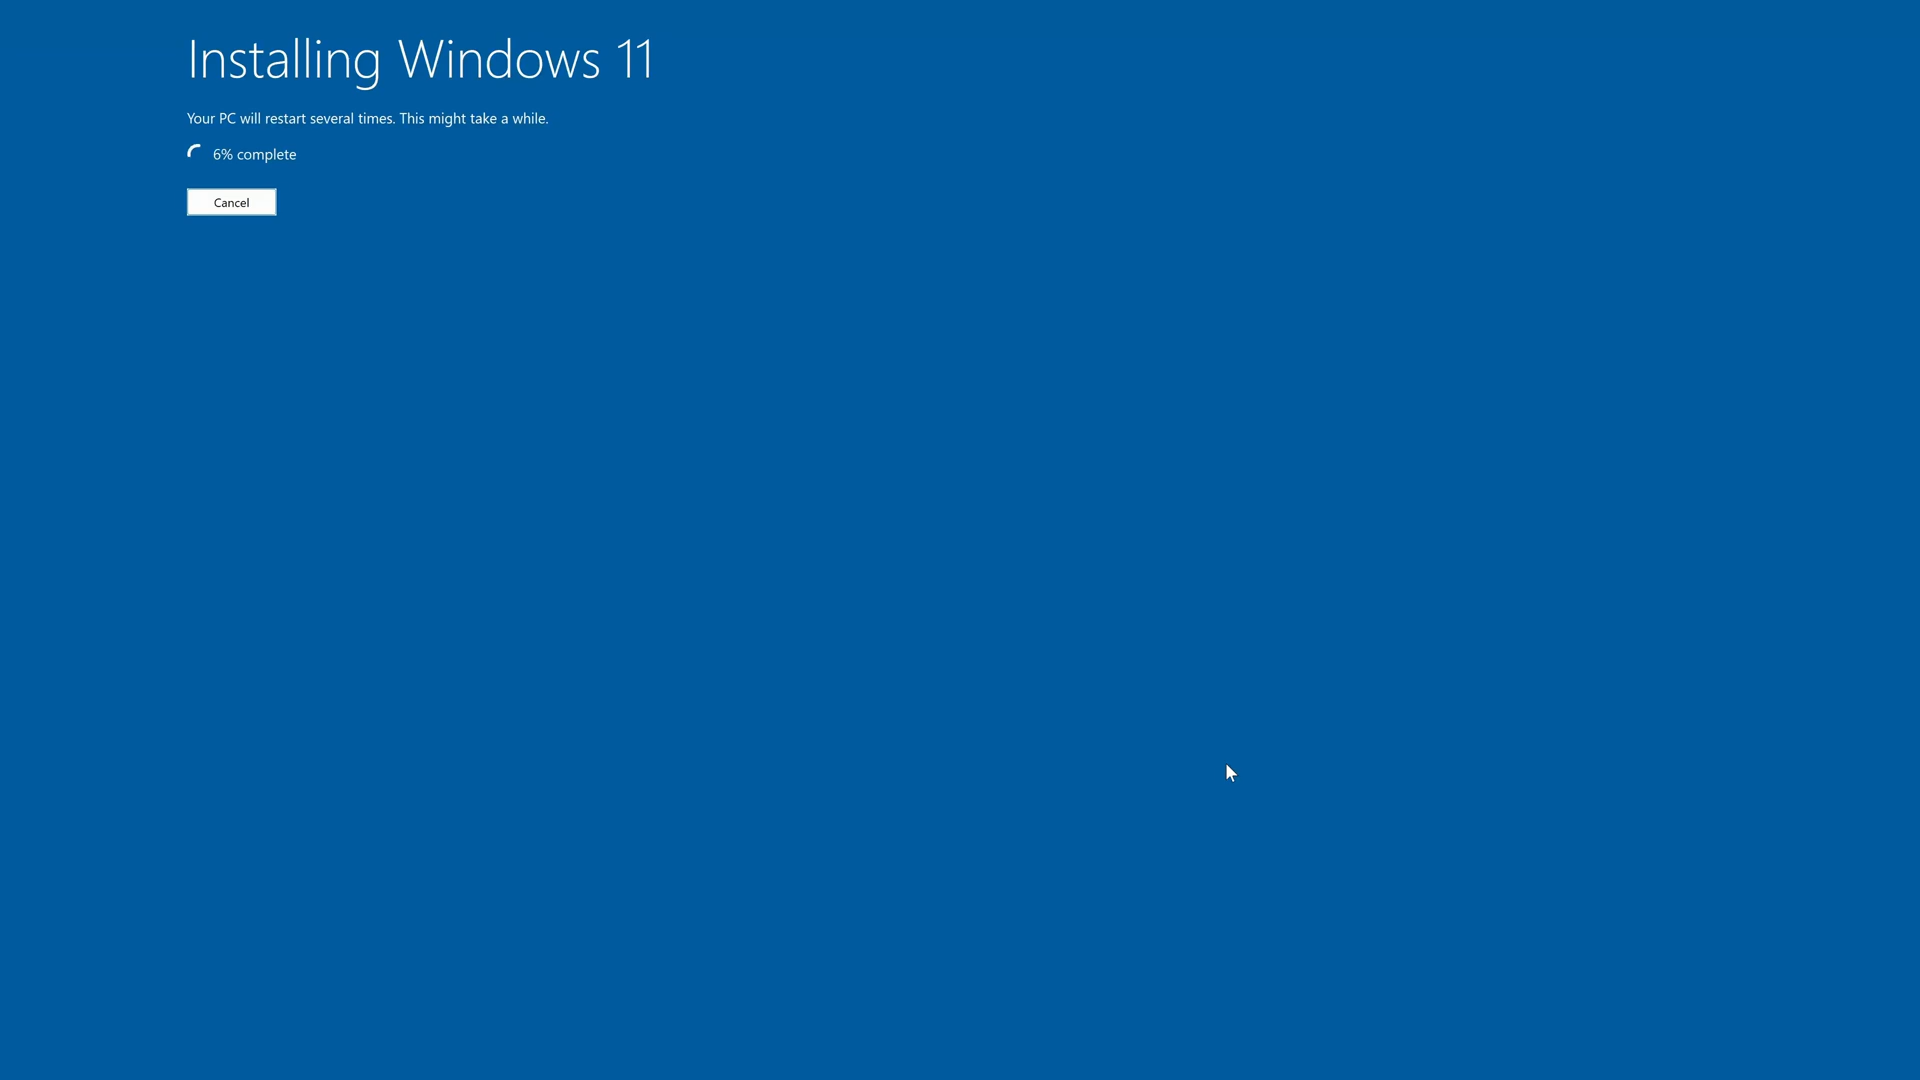 Installing Windows 11
Your PC will restart several times. This might take a while.
6% complete
Cancel